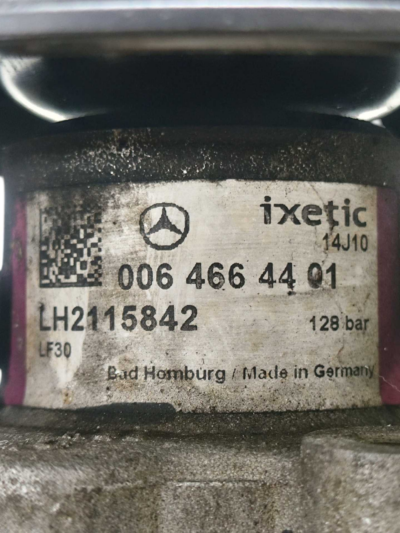 ixetic
14J10
006 466 44 01
LH2115842
128 bar
LF30
Bad Homburg / Made in Germany